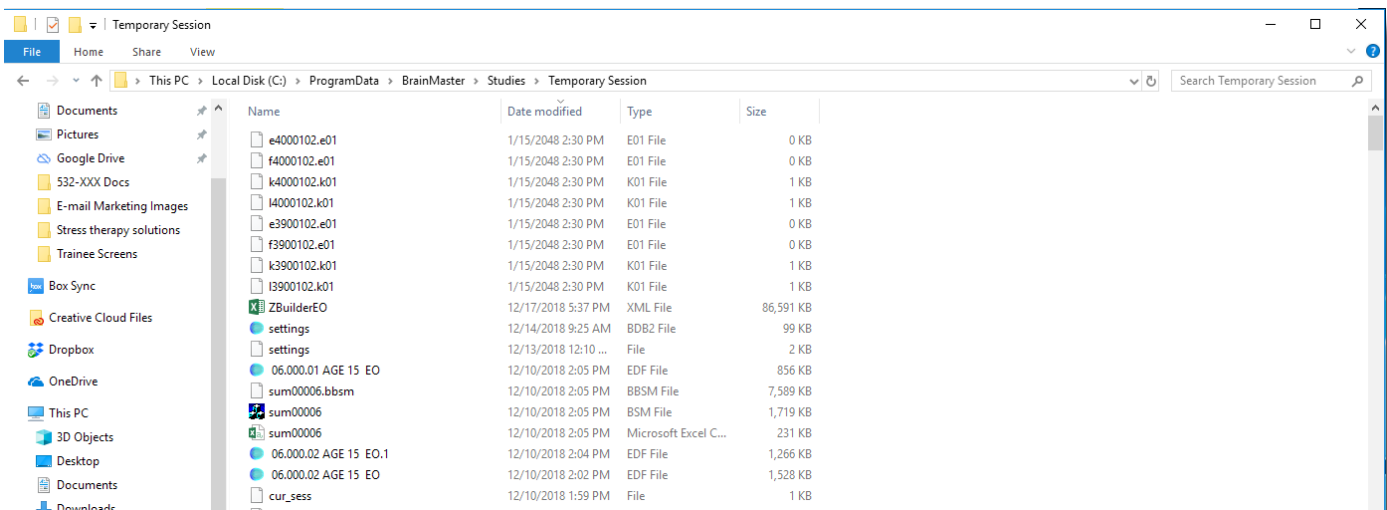 Temporary Session
File Home Share View
This PC > Local Disk (C:) > ProgramData > BrainMaster > Studies > Temporary Session Search Temporary Session
Documents
Pictures
Google Drive
532-XXX Docs
E-mail Marketing Images
Stress therapy solutions
Trainee Screens
box Box Sync
Creative Cloud Files
Dropbox
OneDrive
This PC
3D Objects
Desktop
Documents
Downloads
Name Date modified Type Size
e4000102.e01 1/15/2048 2:30 PM E01 File 0 KB
f4000102.e01 1/15/2048 2:30 PM E01 File 0 KB
k4000102.k01 1/15/2048 2:30 PM K01 File 1 KB
l4000102.k01 1/15/2048 2:30 PM K01 File 1 KB
e3900102.e01 1/15/2048 2:30 PM E01 File 0 KB
f3900102.e01 1/15/2048 2:30 PM E01 File 0 KB
k3900102.k01 1/15/2048 2:30 PM K01 File 1 KB
l3900102.k01 1/15/2048 2:30 PM K01 File 1 KB
ZBuilderEO 12/17/2018 5:37 PM XML File 86,591 KB
settings 12/14/2018 9:25 AM BDB2 File 99 KB
settings 12/13/2018 12:10 ... File 2 KB
06.000.01 AGE 15 EO 12/10/2018 2:05 PM EDF File 856 KB
sum00006.bbsm 12/10/2018 2:05 PM BBSM File 7,589 KB
sum00006 12/10/2018 2:05 PM BSM File 1,719 KB
sum00006 12/10/2018 2:05 PM Microsoft Excel C... 231 KB
06.000.02 AGE 15 EO.1 12/10/2018 2:04 PM EDF File 1,266 KB
06.000.02 AGE 15 EO 12/10/2018 2:02 PM EDF File 1,528 KB
cur_sess 12/10/2018 1:59 PM File 1 KB